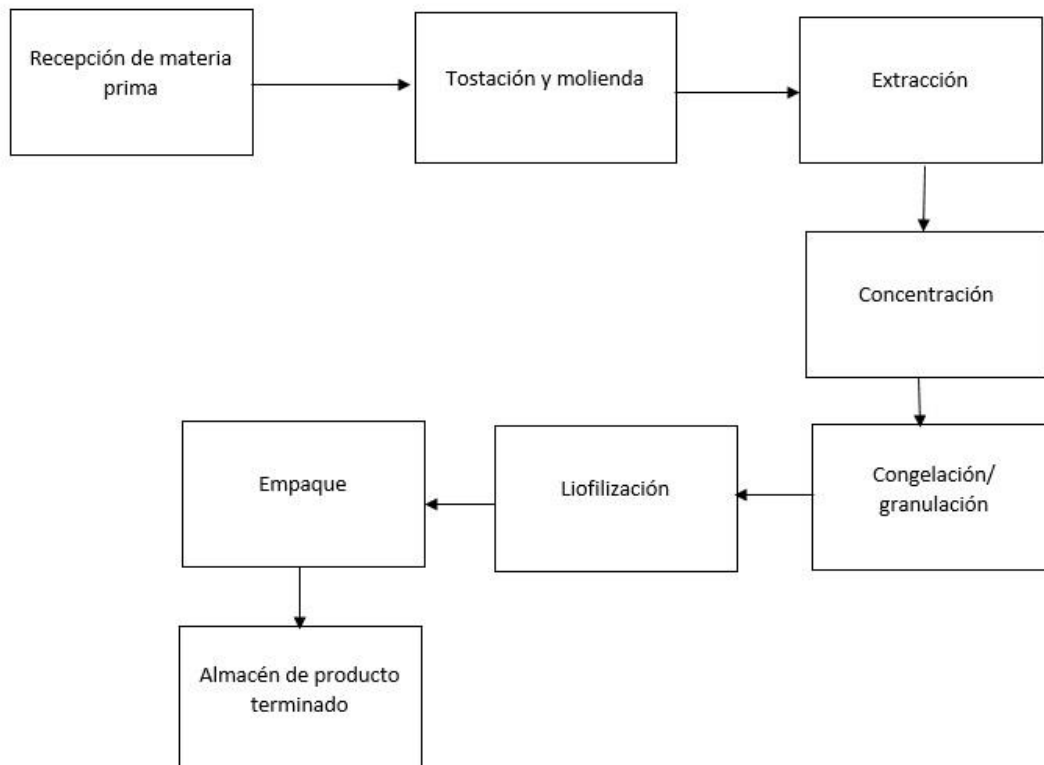 Recepción de materia
prima
Tostación y molienda
Extracción
Concentración
Congelación/
granulación
Liofilización
Empaque
Almacén de producto
terminado